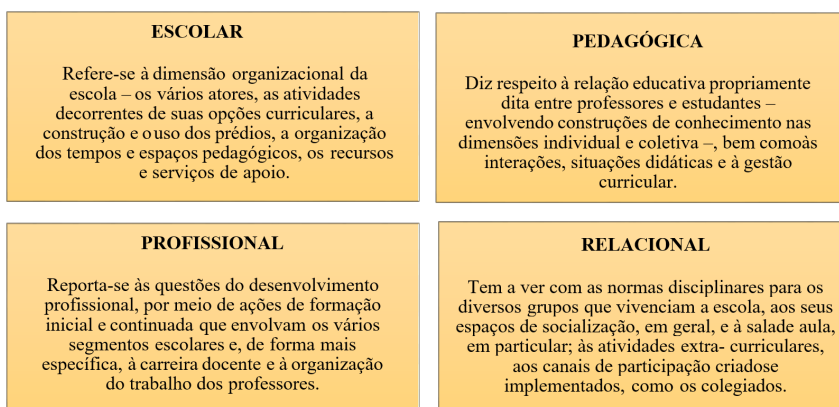 ESCOLAR
Refere-se à dimensão organizacional da
escola – os vários atores, as atividades
decorrentes de suas opções curriculares, a
construção e o uso dos prédios, a organização
dos tempos e espaços pedagógicos, os recursos
e serviços de apoio.
PEDAGÓGICA
Diz respeito à relação educativa propriamente
dita entre professores e estudantes –
envolvendo construções de conhecimento nas
dimensões individual e coletiva –, bem comoàs
interações, situações didáticas e à gestão
curricular.
PROFISSIONAL
Reporta-se às questões do desenvolvimento
profissional, por meio de ações de formação
inicial e continuada que envolvam os vários
segmentos escolares e, de forma mais
específica, à carreira docente e à organização
do trabalho dos professores.
RELACIONAL
Tem a ver com as normas disciplinares para os
diversos grupos que vivenciam a escola, aos seus
espaços de socialização, em geral, e à salade aula,
em particular; às atividades extra- curriculares,
aos canais de participação criadose
implementados, como os colegiados.